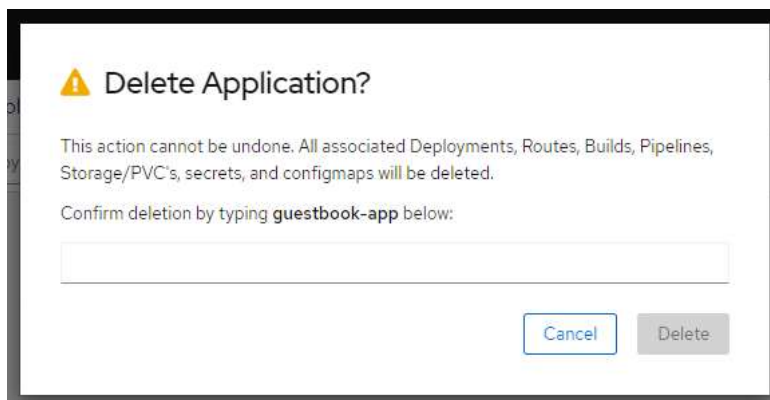 Delete Application?
This action cannot be undone. All associated Deployments, Routes, Builds, Pipelines,
Storage/PVC's, secrets, and configmaps will be deleted.
Confirm deletion by typing guestbook-app below:
Cancel
Delete